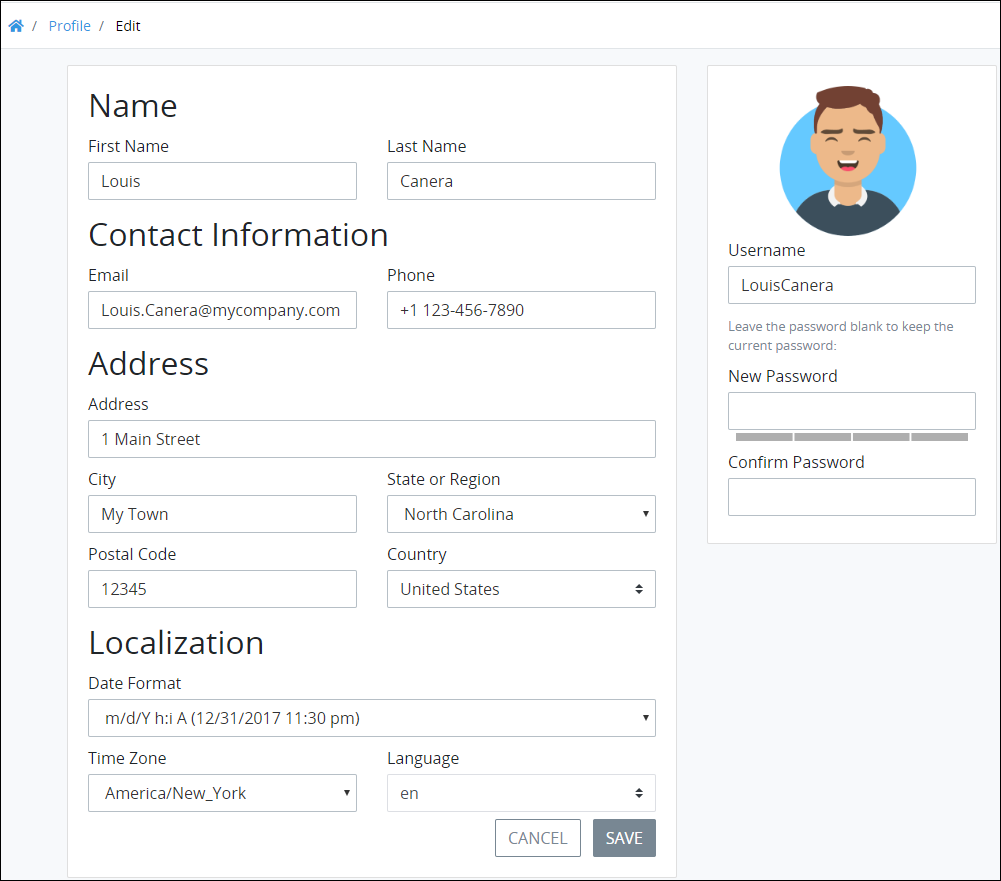 / Profile / Edit
Name
First Name
Last Name
Louis
Canera
Contact Information
Email
Phone
Louis.Canera@mycompany.com
+1 123-456-7890
Address
Address
1 Main Street
City
State or Region
My Town
North Carolina
Postal Code
Country
12345
United States
Localization
Date Format
m/d/Y h:i A (12/31/2017 11:30 pm)
Time Zone
Language
America/New_York
en
CANCEL
SAVE
Username
LouisCanera
Leave the password blank to keep the
current password:
New Password
Confirm Password